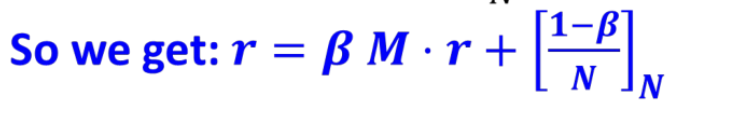 So we get: r = β M · r + [1−β / N]_N